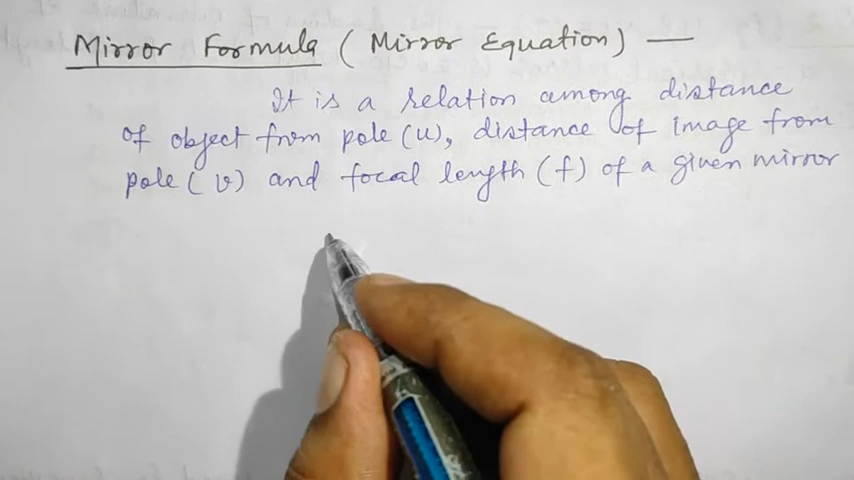 Mirror Formula (Mirror Equation) —
It is a relation among distance
of object from pole (u), distance of image from
pole (v) and focal length (f) of a given mirror